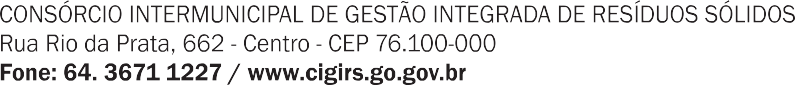 CONSÓRCIO INTERMUNICIPAL DE GESTÃO INTEGRADA DE RESÍDUOS SÓLIDOS
Rua Rio da Prata, 662 - Centro - CEP 76.100-000
Fone: 64. 3671 1227 / www.cigirs.go.gov.br